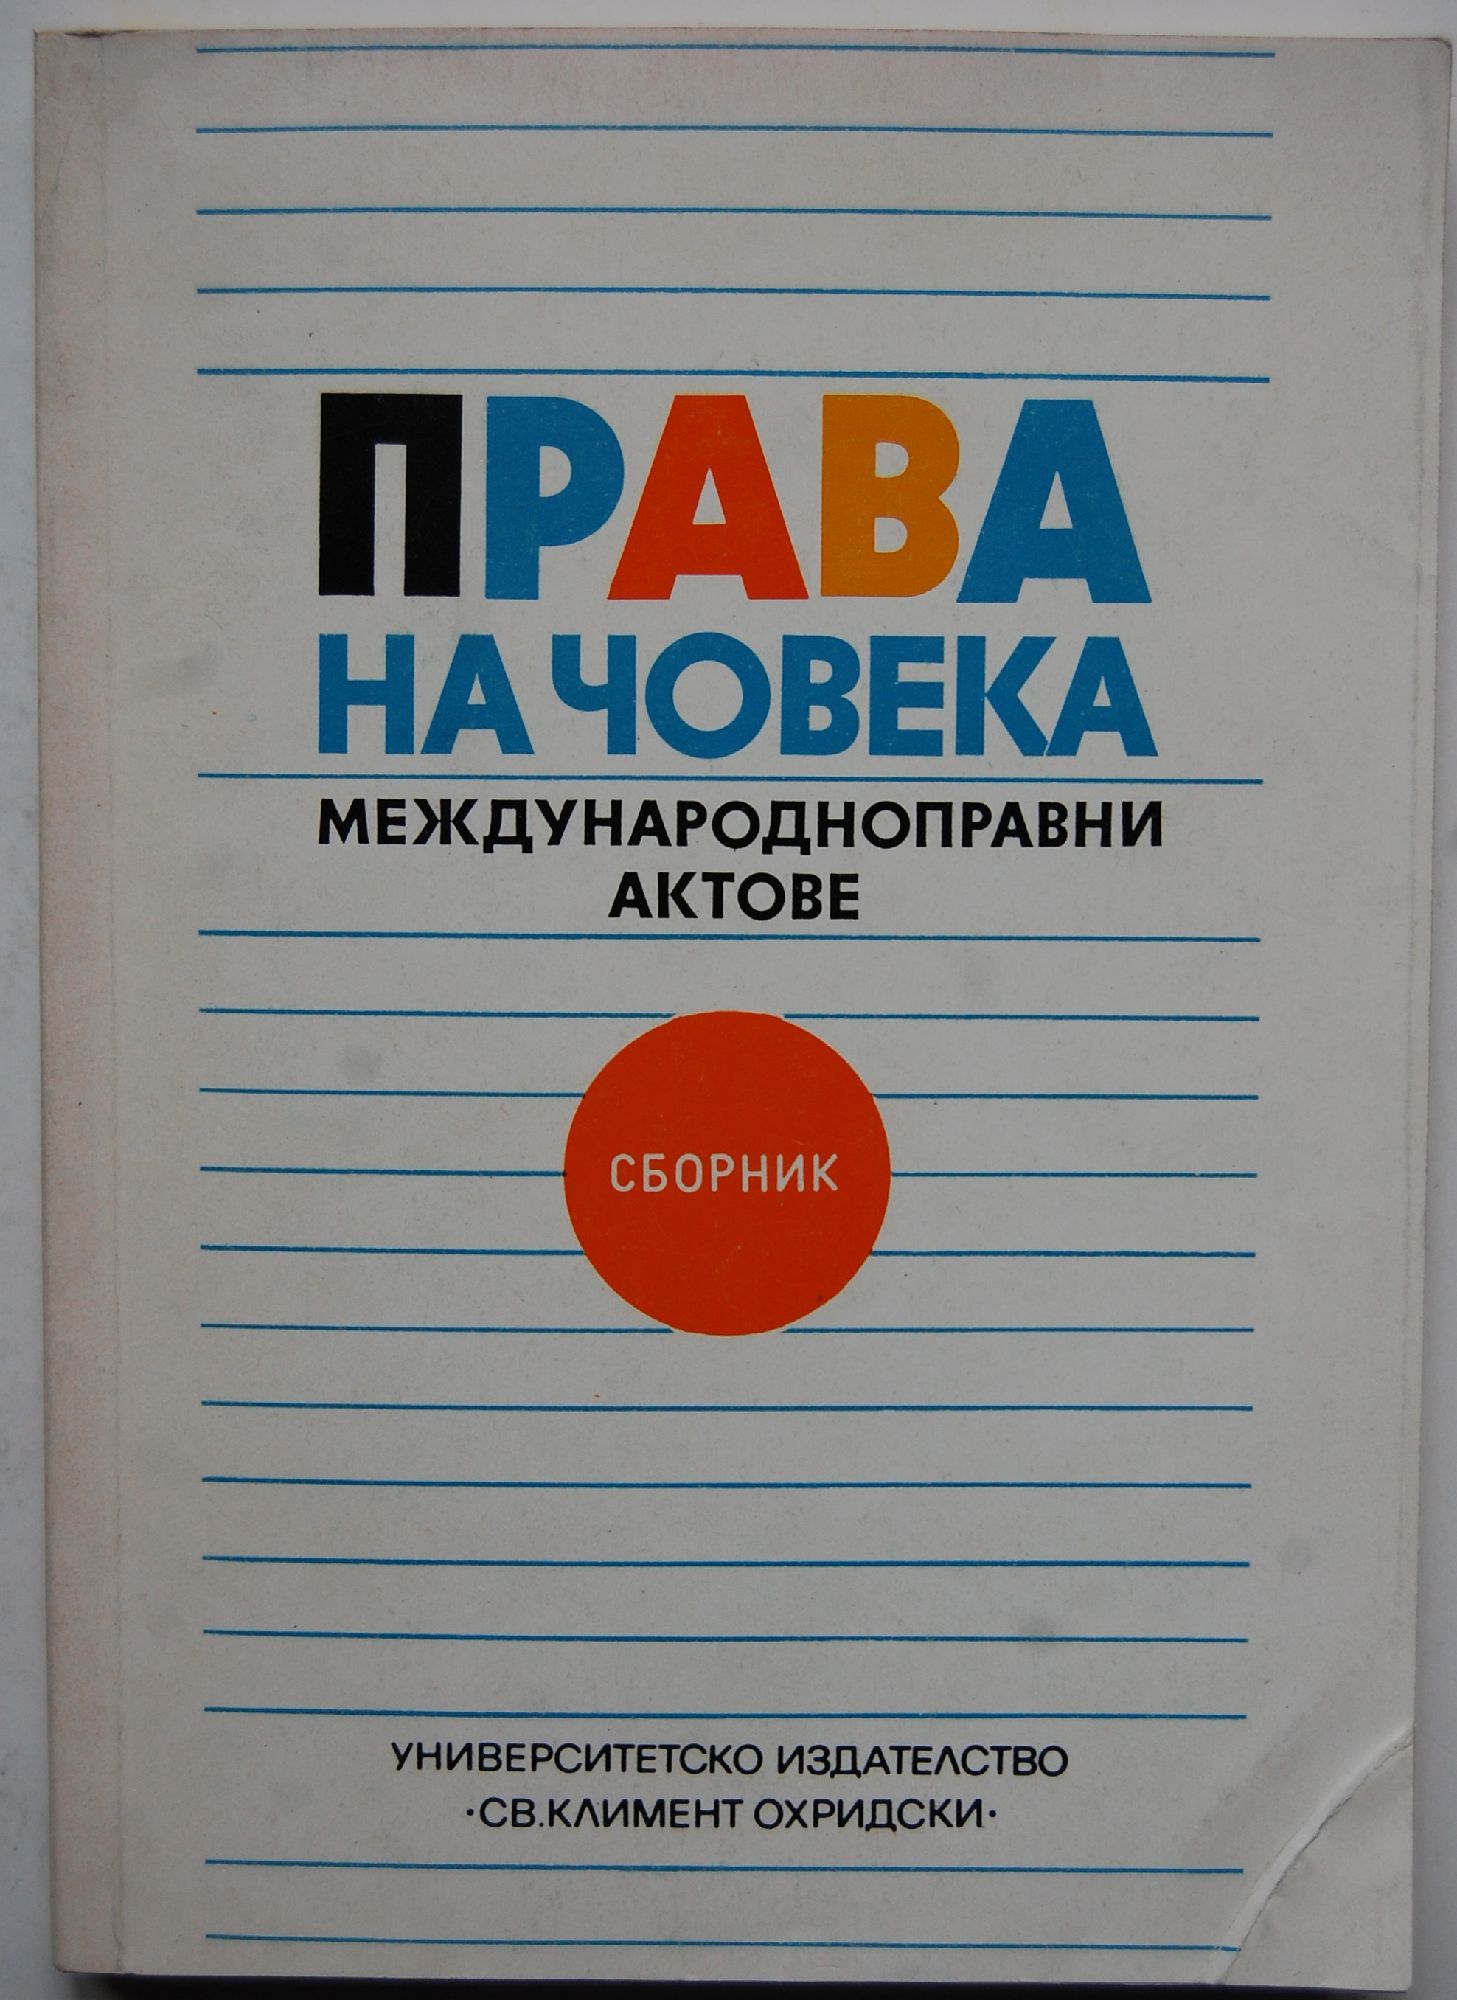 ПРАВА
НА ЧОВЕКА
МЕЖДУНАРОДНОПРАВНИ
АКТОВЕ
СБОРНИК
УНИВЕРСИТЕТСКО ИЗДАТЕЛСТВО
·СВ.КЛИМЕНТ ОХРИДСКИ·